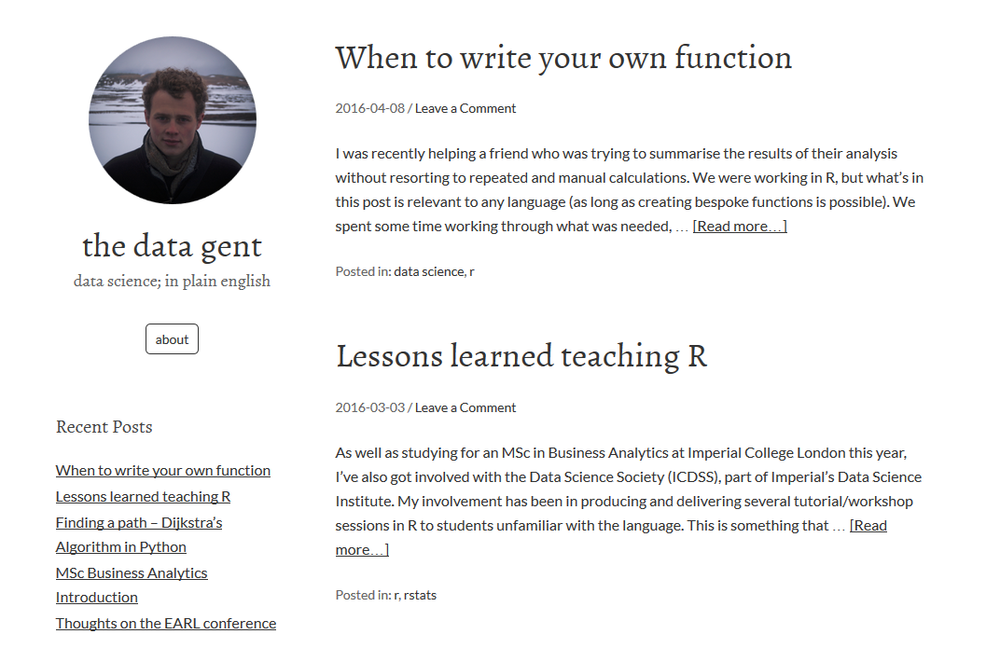 the data gent
data science; in plain english
about
Recent Posts
When to write your own function
Lessons learned teaching R
Finding a path – Dijkstra’s
Algorithm in Python
MSc Business Analytics
Introduction
Thoughts on the EARL conference
When to write your own function
2016-04-08 / Leave a Comment
I was recently helping a friend who was trying to summarise the results of their analysis
without resorting to repeated and manual calculations. We were working in R, but what’s in
this post is relevant to any language (as long as creating bespoke functions is possible). We
spent some time working through what was needed, … [Read more…]
Posted in: data science, r
Lessons learned teaching R
2016-03-03 / Leave a Comment
As well as studying for an MSc in Business Analytics at Imperial College London this year,
I’ve also got involved with the Data Science Society (ICDSS), part of Imperial’s Data Science
Institute. My involvement has been in producing and delivering several tutorial/workshop
sessions in R to students unfamiliar with the language. This is something that … [Read
more…]
Posted in: r, rstats